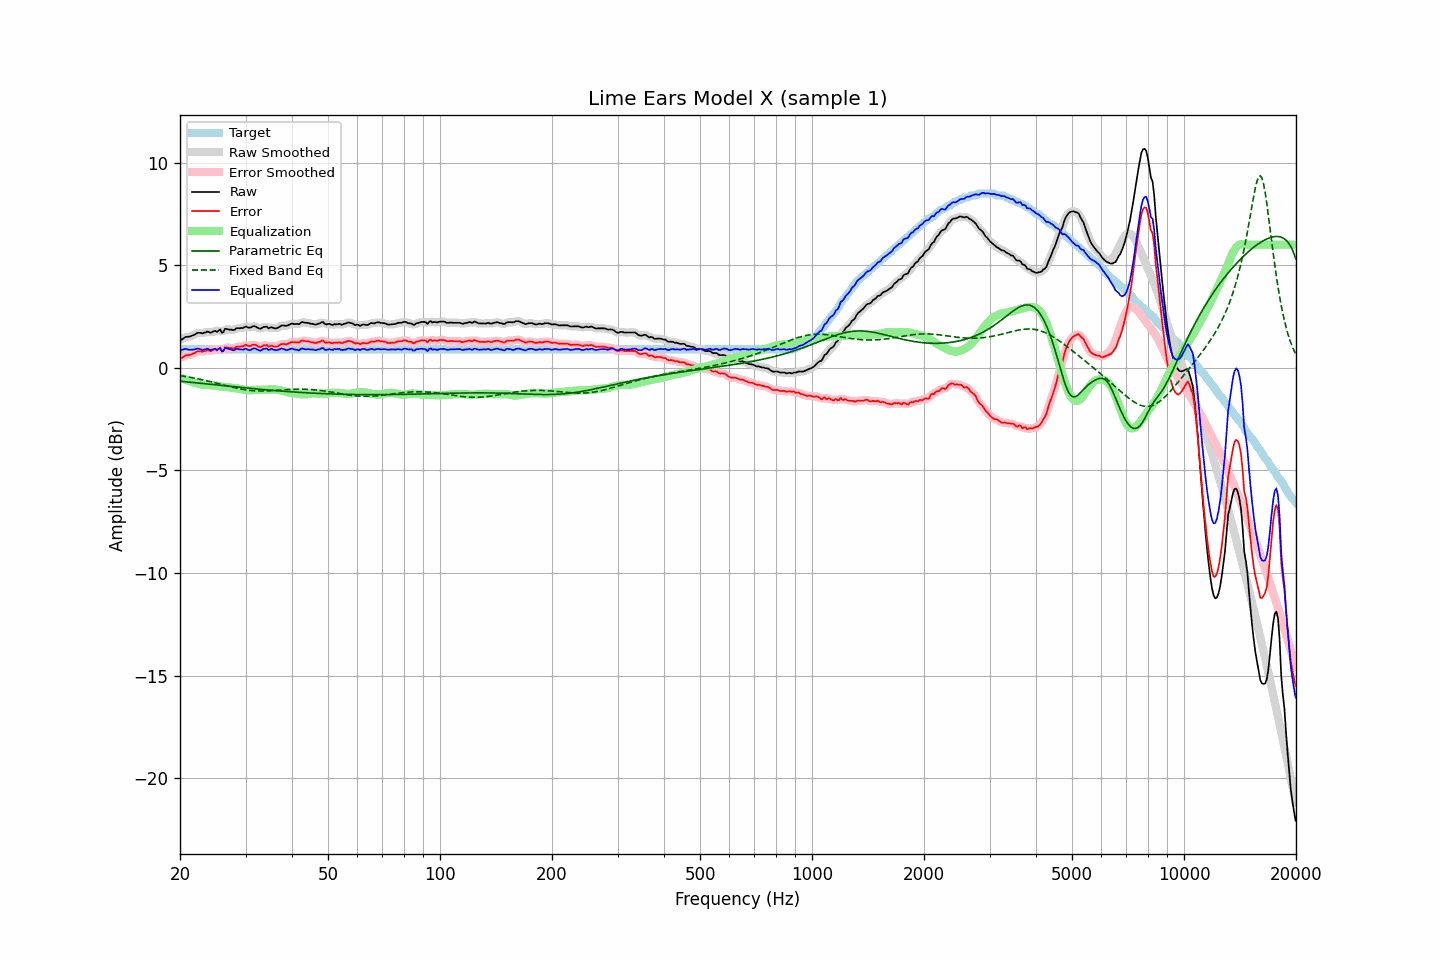 Lime Ears Model X (sample 1)
Target
Raw Smoothed
Error Smoothed
Raw
Error
Equalization
Parametric Eq
Fixed Band Eq
Equalized
10
5
0
−5
−10
−15
−20
Amplitude (dBr)
20 50 100 200 500 1000 2000 5000 10000 20000
Frequency (Hz)